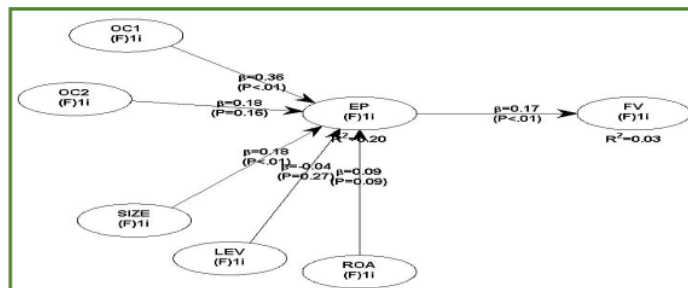 OC1
(F)1i
β=0.36
(P<.01)
OC2
(F)1i
β=0.18
(P=0.16)
EP
(F)1i
R²=0.20
β=0.17
(P<.01)
FV
(F)1i
R²=0.03
β=0.18
(P<.01)
β=-0.04
(P=0.27)
β=0.09
(P=0.09)
SIZE
(F)1i
LEV
(F)1i
ROA
(F)1i